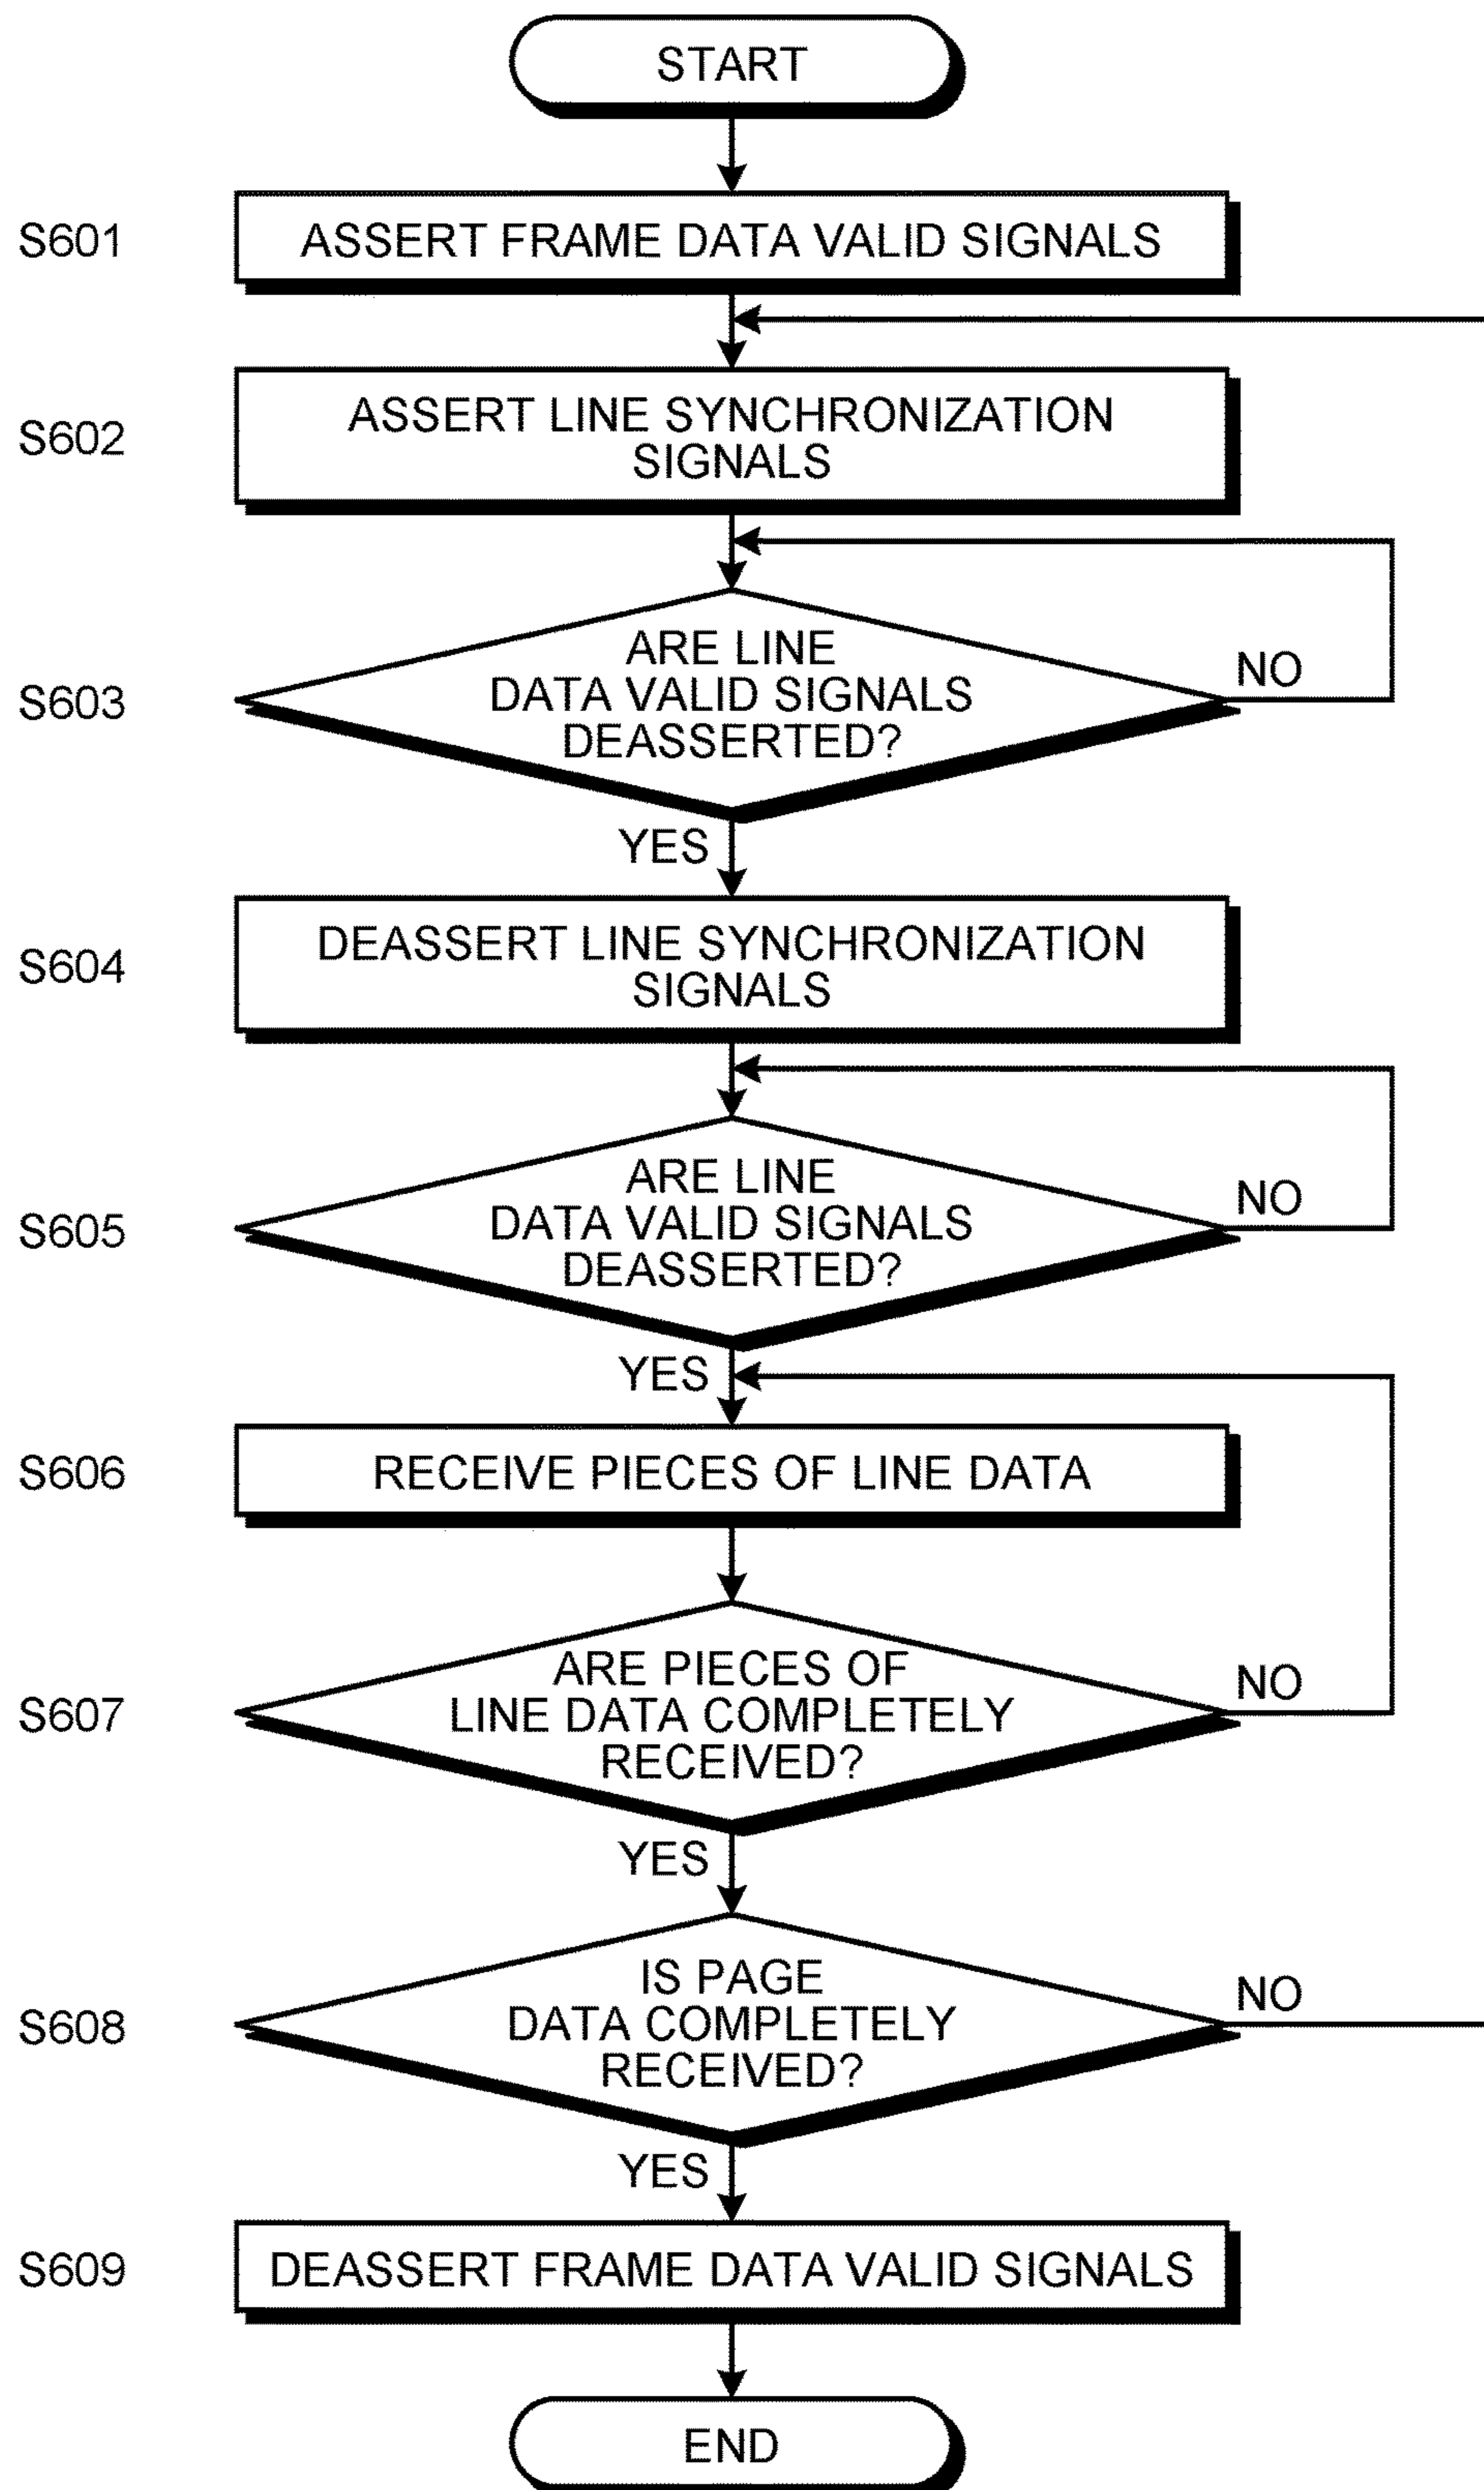 START
S601
ASSERT FRAME DATA VALID SIGNALS
S602
ASSERT LINE SYNCHRONIZATION
SIGNALS
S603
ARE LINE
DATA VALID SIGNALS
DEASSERTED?
NO
YES
S604
DEASSERT LINE SYNCHRONIZATION
SIGNALS
S605
ARE LINE
DATA VALID SIGNALS
DEASSERTED?
NO
YES
S606
RECEIVE PIECES OF LINE DATA
S607
ARE PIECES OF
LINE DATA COMPLETELY
RECEIVED?
NO
YES
S608
IS PAGE
DATA COMPLETELY
RECEIVED?
NO
YES
S609
DEASSERT FRAME DATA VALID SIGNALS
END